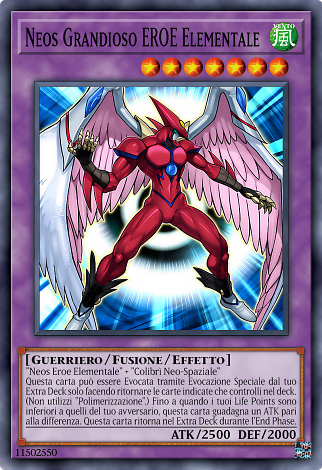 NEOS GRANDIOSO EROE ELEMENTALE
VENTO
風
[GUERRIERO/FUSIONE/EFFETTO]
"Neos Eroe Elementale" + "Colibrì Neo-Spaziale"
Questa carta può essere Evocata tramite Evocazione Speciale dal tuo
Extra Deck solo facendo ritornare le carte indicate che controlli nel deck.
(Non utilizzi "Polimerizzazione".) Fino a quando i tuoi Life Points sono
inferiori a quelli del tuo avversario, questa carta guadagna un ATK pari
alla differenza. Questa carta ritorna nel Extra Deck durante l'End Phase.
ATK/2500 DEF/2000
11502550